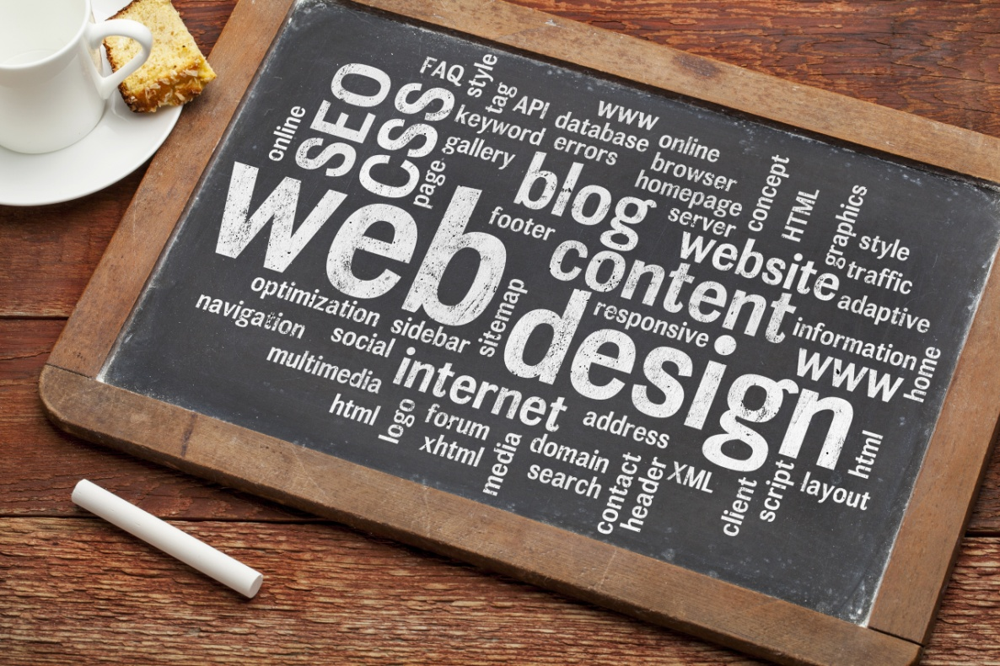 FAQ
style
SEO
CSS
tag
API
www
keyword
database
online
online
gallery
errors
browser
page
blog
homepage
concept
HTML
graphics
server
footer
style
web
content
website
traffic
adaptive
optimization
sitemap
responsive
information
navigation
sidebar
design
www
home
social
multimedia
internet
html
logo
forum
address
xhtml
media
domain
search
contact
header
XML
client
script
layout
html